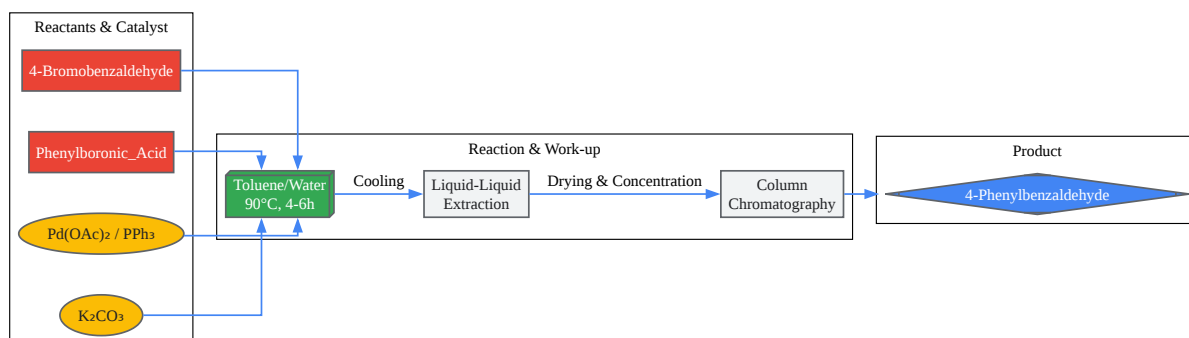 Reactants & Catalyst
4-Bromobenzaldehyde
Phenylboronic_Acid
Pd(OAc)₂ / PPh₃
K₂CO₃
Reaction & Work-up
Toluene/Water
90°C, 4-6h
Cooling
Liquid-Liquid
Extraction
Drying & Concentration
Column
Chromatography
Product
4-Phenylbenzaldehyde